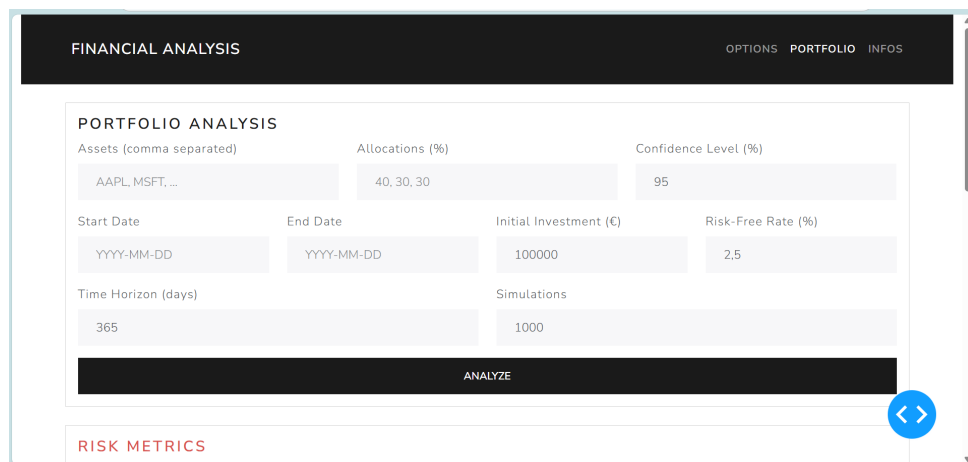 FINANCIAL ANALYSIS
OPTIONS PORTFOLIO INFOS
PORTFOLIO ANALYSIS
Assets (comma separated) Allocations (%) Confidence Level (%)
AAPL, MSFT, ... 40, 30, 30 95
Start Date End Date Initial Investment (€) Risk-Free Rate (%)
YYYY-MM-DD YYYY-MM-DD 100000 2,5
Time Horizon (days) Simulations
365 1000
ANALYZE
RISK METRICS